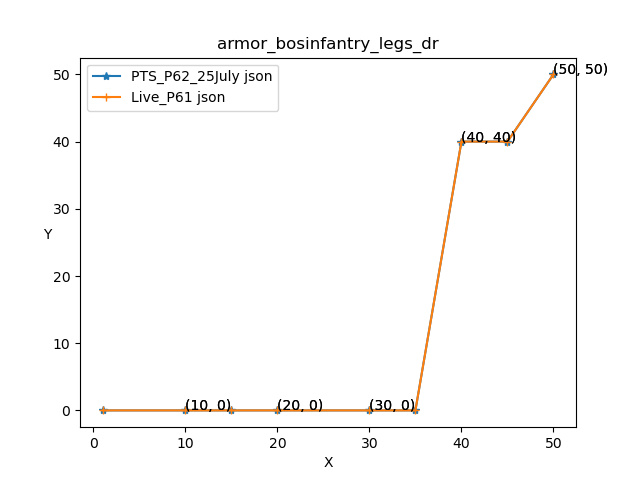 armor_bosinfantry_legs_dr
PTS_P62_25July json
Live_P61 json
(50, 50)
50
(40, 40)
40
30
Y
20
10
(10, 0) (20, 0) (30, 0)
0
0 10 20 30 40 50
X